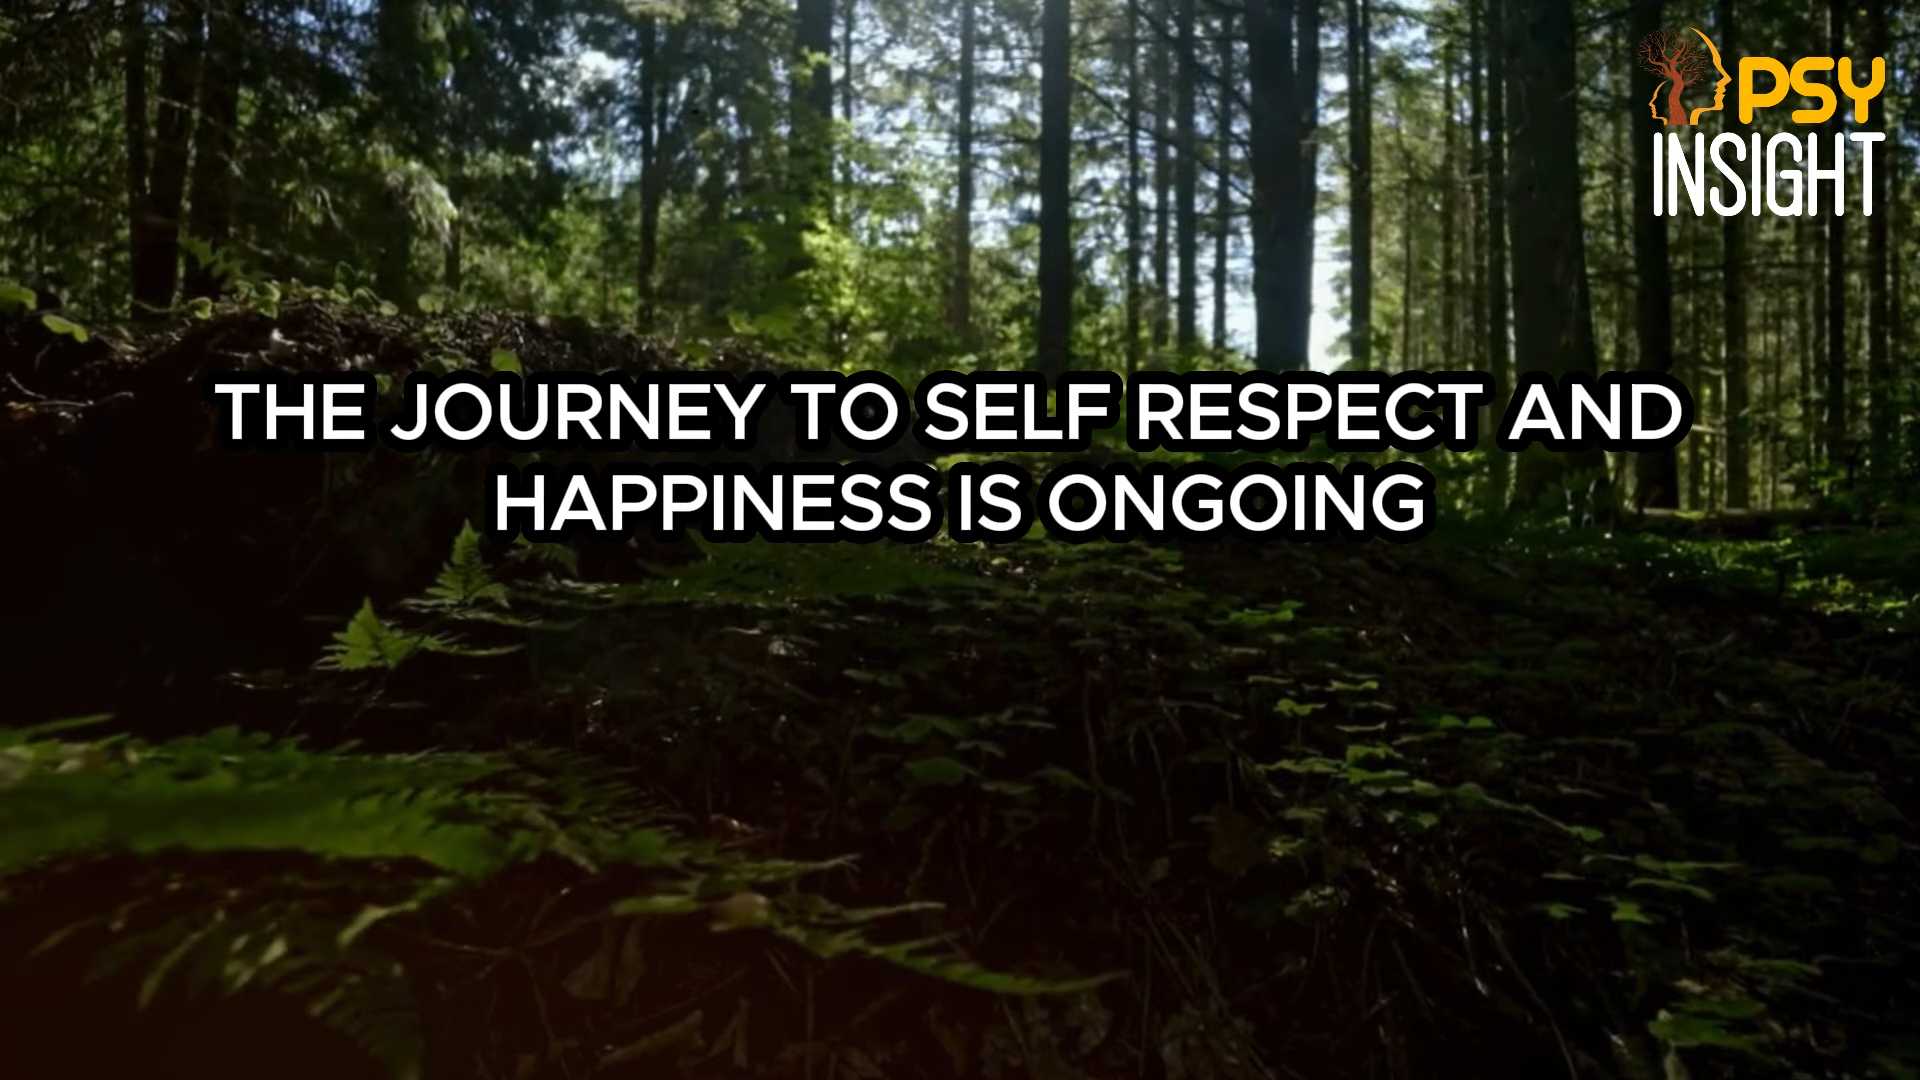 PSY
INSIGHT
THE JOURNEY TO SELF RESPECT AND
HAPPINESS IS ONGOING